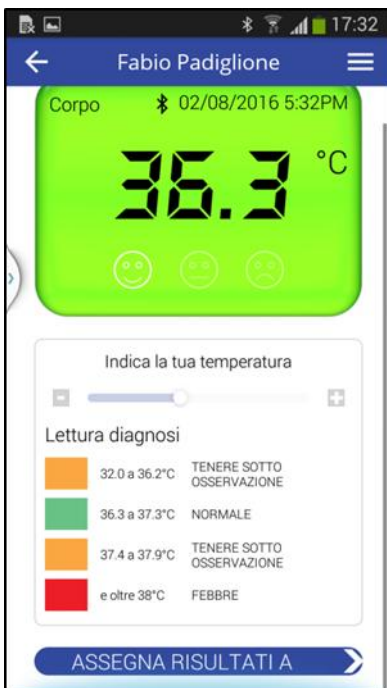 17:32
Fabio Padiglione
Corpo 02/08/2016 5:32PM
36.3 °C
Indica la tua temperatura
Lettura diagnosi
32.0 a 36.2°C TENERE SOTTO
OSSERVAZIONE
36.3 a 37.3°C NORMALE
37.4 a 37.9°C TENERE SOTTO
OSSERVAZIONE
e oltre 38°C FEBBRE
ASSEGNA RISULTATI A